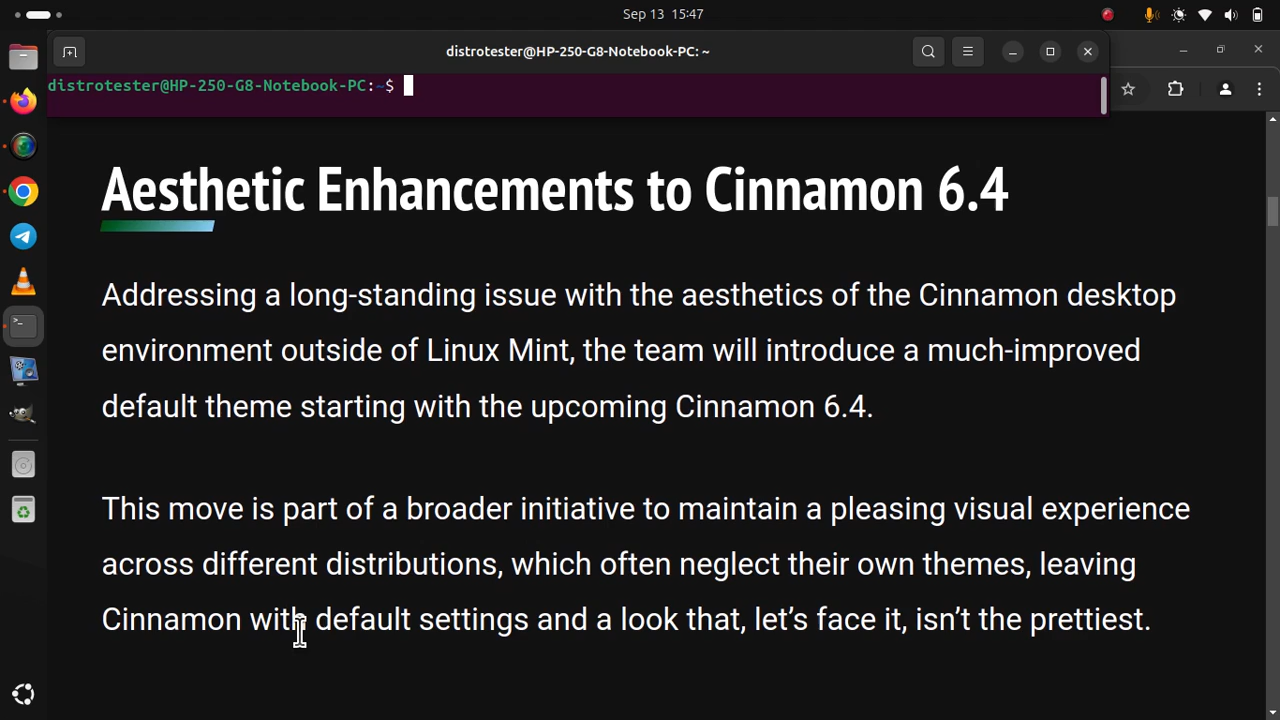 Sep 13 15:47
distrotester@HP-250-G8-Notebook-PC: ~
distrotester@HP-250-G8-Notebook-PC:~$
Aesthetic Enhancements to Cinnamon 6.4
Addressing a long-standing issue with the aesthetics of the Cinnamon desktop
environment outside of Linux Mint, the team will introduce a much-improved
default theme starting with the upcoming Cinnamon 6.4.
This move is part of a broader initiative to maintain a pleasing visual experience
across different distributions, which often neglect their own themes, leaving
Cinnamon with default settings and a look that, let’s face it, isn’t the prettiest.